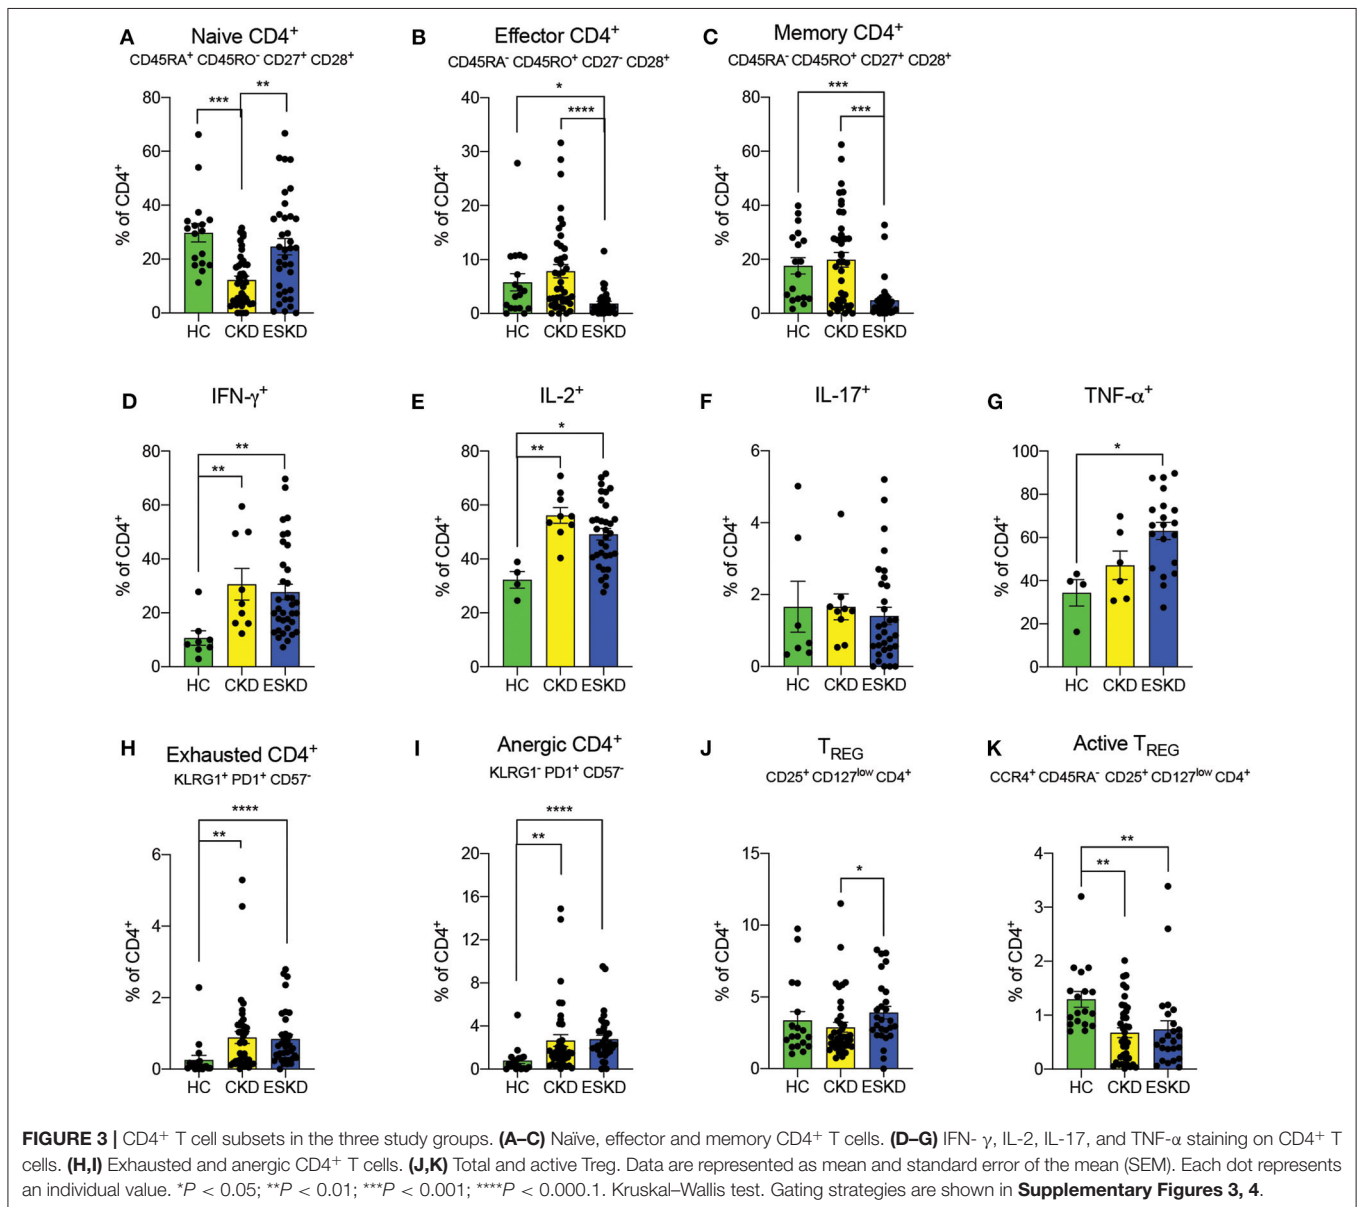 A Naive CD4+
CD45RA+ CD45RO- CD27+ CD28+
% of CD4+
80
60
40
20
0
*** **
HC CKD ESKD
B Effector CD4+
CD45RA- CD45RO+ CD27- CD28+
% of CD4+
40
30
20
10
0
*
****
HC CKD ESKD
C Memory CD4+
CD45RA- CD45RO+ CD27+ CD28+
% of CD4+
80
60
40
20
0
***
***
HC CKD ESKD
D IFN-γ+
% of CD4+
80
60
40
20
0
**
**
HC CKD ESKD
E IL-2+
% of CD4+
80
60
40
20
0
*
**
HC CKD ESKD
F IL-17+
% of CD4+
6
4
2
0
HC CKD ESKD
G TNF-α+
% of CD4+
100
80
60
40
20
0
*
HC CKD ESKD
H Exhausted CD4+
KLRG1+ PD1+ CD57-
% of CD4+
6
4
2
0
****
**
HC CKD ESKD
I Anergic CD4+
KLRG1- PD1+ CD57-
% of CD4+
20
16
12
8
4
0
****
**
HC CKD ESKD
J TREG
CD25+ CD127low CD4+
% of CD4+
15
10
5
0
*
HC CKD ESKD
K Active TREG
CCR4+ CD45RA- CD25+ CD127low CD4+
% of CD4+
4
3
2
1
0
**
**
HC CKD ESKD
FIGURE 3 | CD4+ T cell subsets in the three study groups. (A–C) Naïve, effector and memory CD4+ T cells. (D–G) IFN- γ, IL-2, IL-17, and TNF-α staining on CD4+ T
cells. (H,I) Exhausted and anergic CD4+ T cells. (J,K) Total and active Treg. Data are represented as mean and standard error of the mean (SEM). Each dot represents
an individual value. *P < 0.05; **P < 0.01; ***P < 0.001; ****P < 0.000.1. Kruskal–Wallis test. Gating strategies are shown in Supplementary Figures 3, 4.